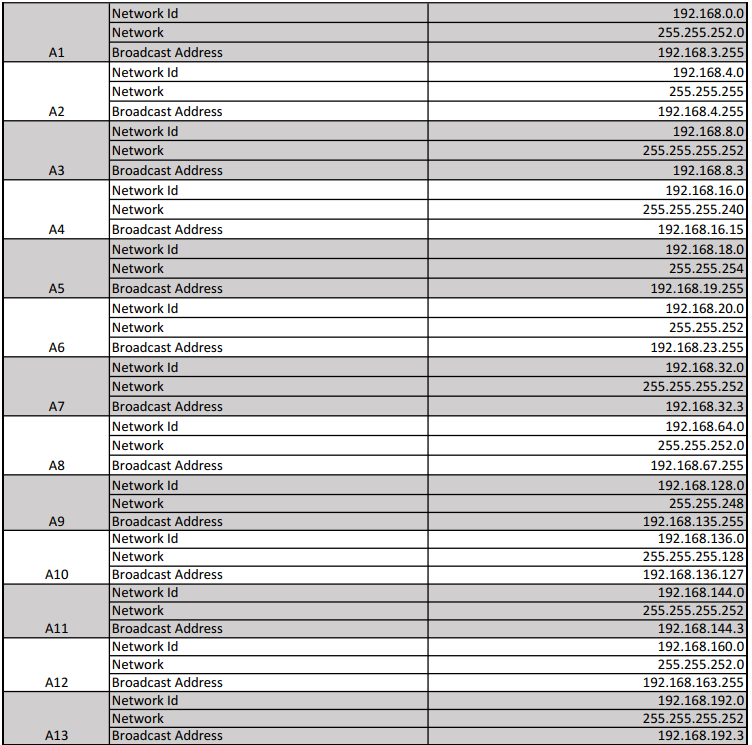 Network Id 192.168.0.0
Network 255.255.252.0
A1 Broadcast Address 192.168.3.255
Network Id 192.168.4.0
Network 255.255.255
A2 Broadcast Address 192.168.4.255
Network Id 192.168.8.0
Network 255.255.255.252
A3 Broadcast Address 192.168.8.3
Network Id 192.168.16.0
Network 255.255.255.240
A4 Broadcast Address 192.168.16.15
Network Id 192.168.18.0
Network 255.255.254
A5 Broadcast Address 192.168.19.255
Network Id 192.168.20.0
Network 255.255.252
A6 Broadcast Address 192.168.23.255
Network Id 192.168.32.0
Network 255.255.255.252
A7 Broadcast Address 192.168.32.3
Network Id 192.168.64.0
Network 255.255.252.0
A8 Broadcast Address 192.168.67.255
Network Id 192.168.128.0
Network 255.255.248
A9 Broadcast Address 192.168.135.255
Network Id 192.168.136.0
Network 255.255.255.128
A10 Broadcast Address 192.168.136.127
Network Id 192.168.144.0
Network 255.255.255.252
A11 Broadcast Address 192.168.144.3
Network Id 192.168.160.0
Network 255.255.252.0
A12 Broadcast Address 192.168.163.255
Network Id 192.168.192.0
Network 255.255.255.252
A13 Broadcast Address 192.168.192.3